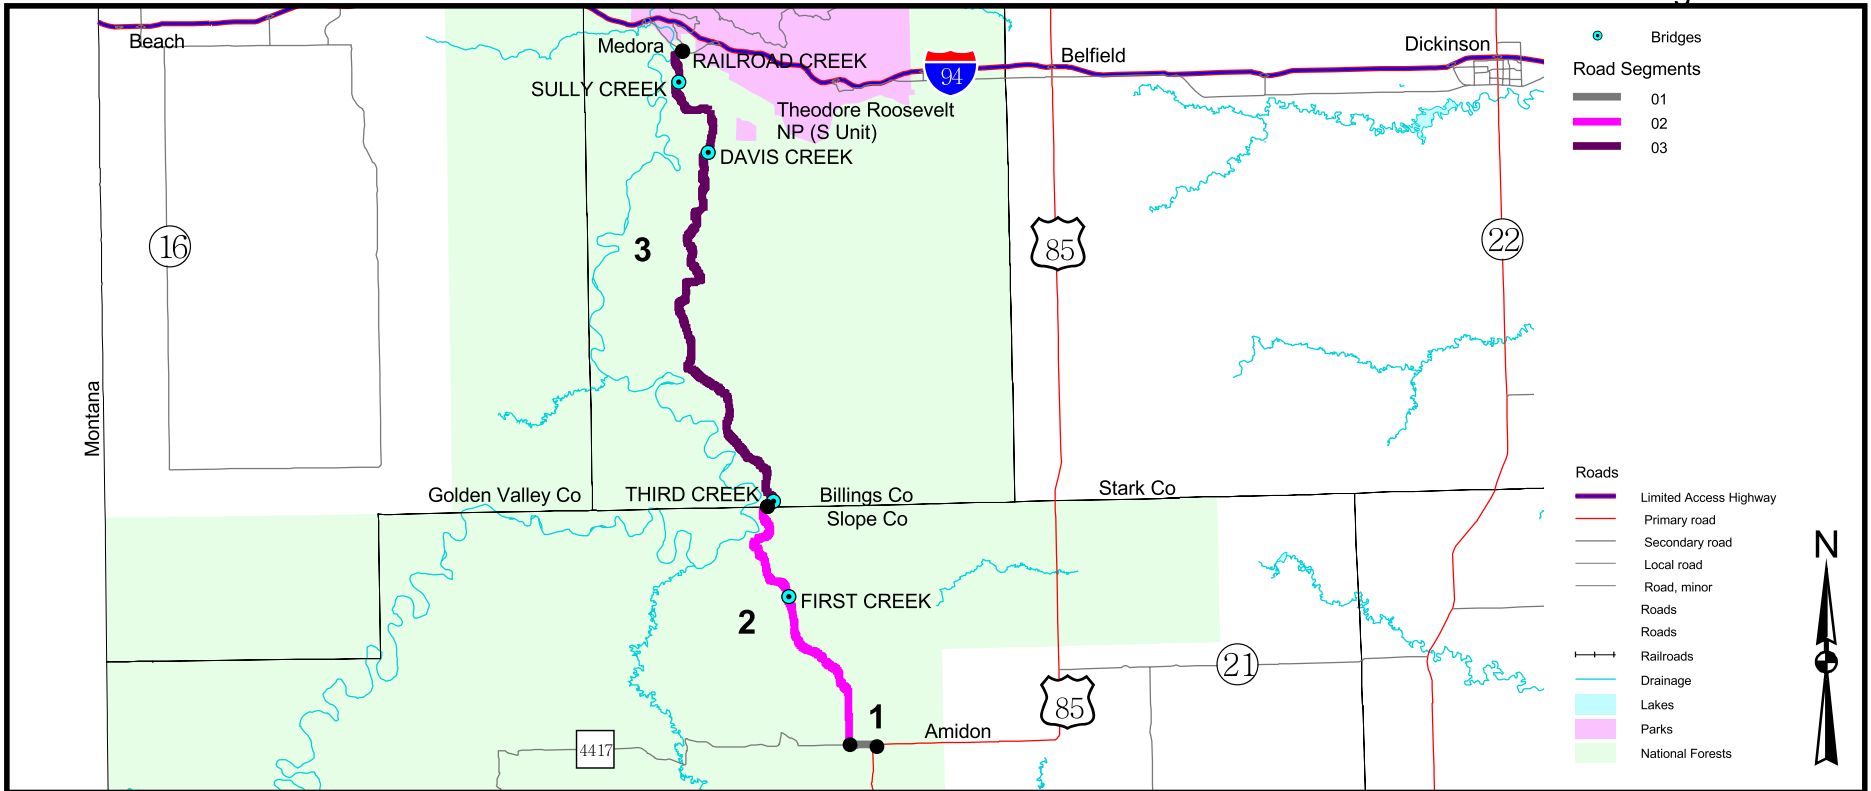 Beach
Medora
RAILROAD CREEK
94
Belfield
Dickinson
SULLY CREEK
Theodore Roosevelt
NP (S Unit)
DAVIS CREEK
16
3
85
22
Montana
Golden Valley Co
THIRD CREEK
Billings Co
Stark Co
Slope Co
2
FIRST CREEK
21
85
1
Amidon
4417
Bridges
Road Segments
01
02
03
Roads
Limited Access Highway
Primary road
Secondary road
Local road
Road, minor
Roads
Roads
Railroads
Drainage
Lakes
Parks
National Forests
N